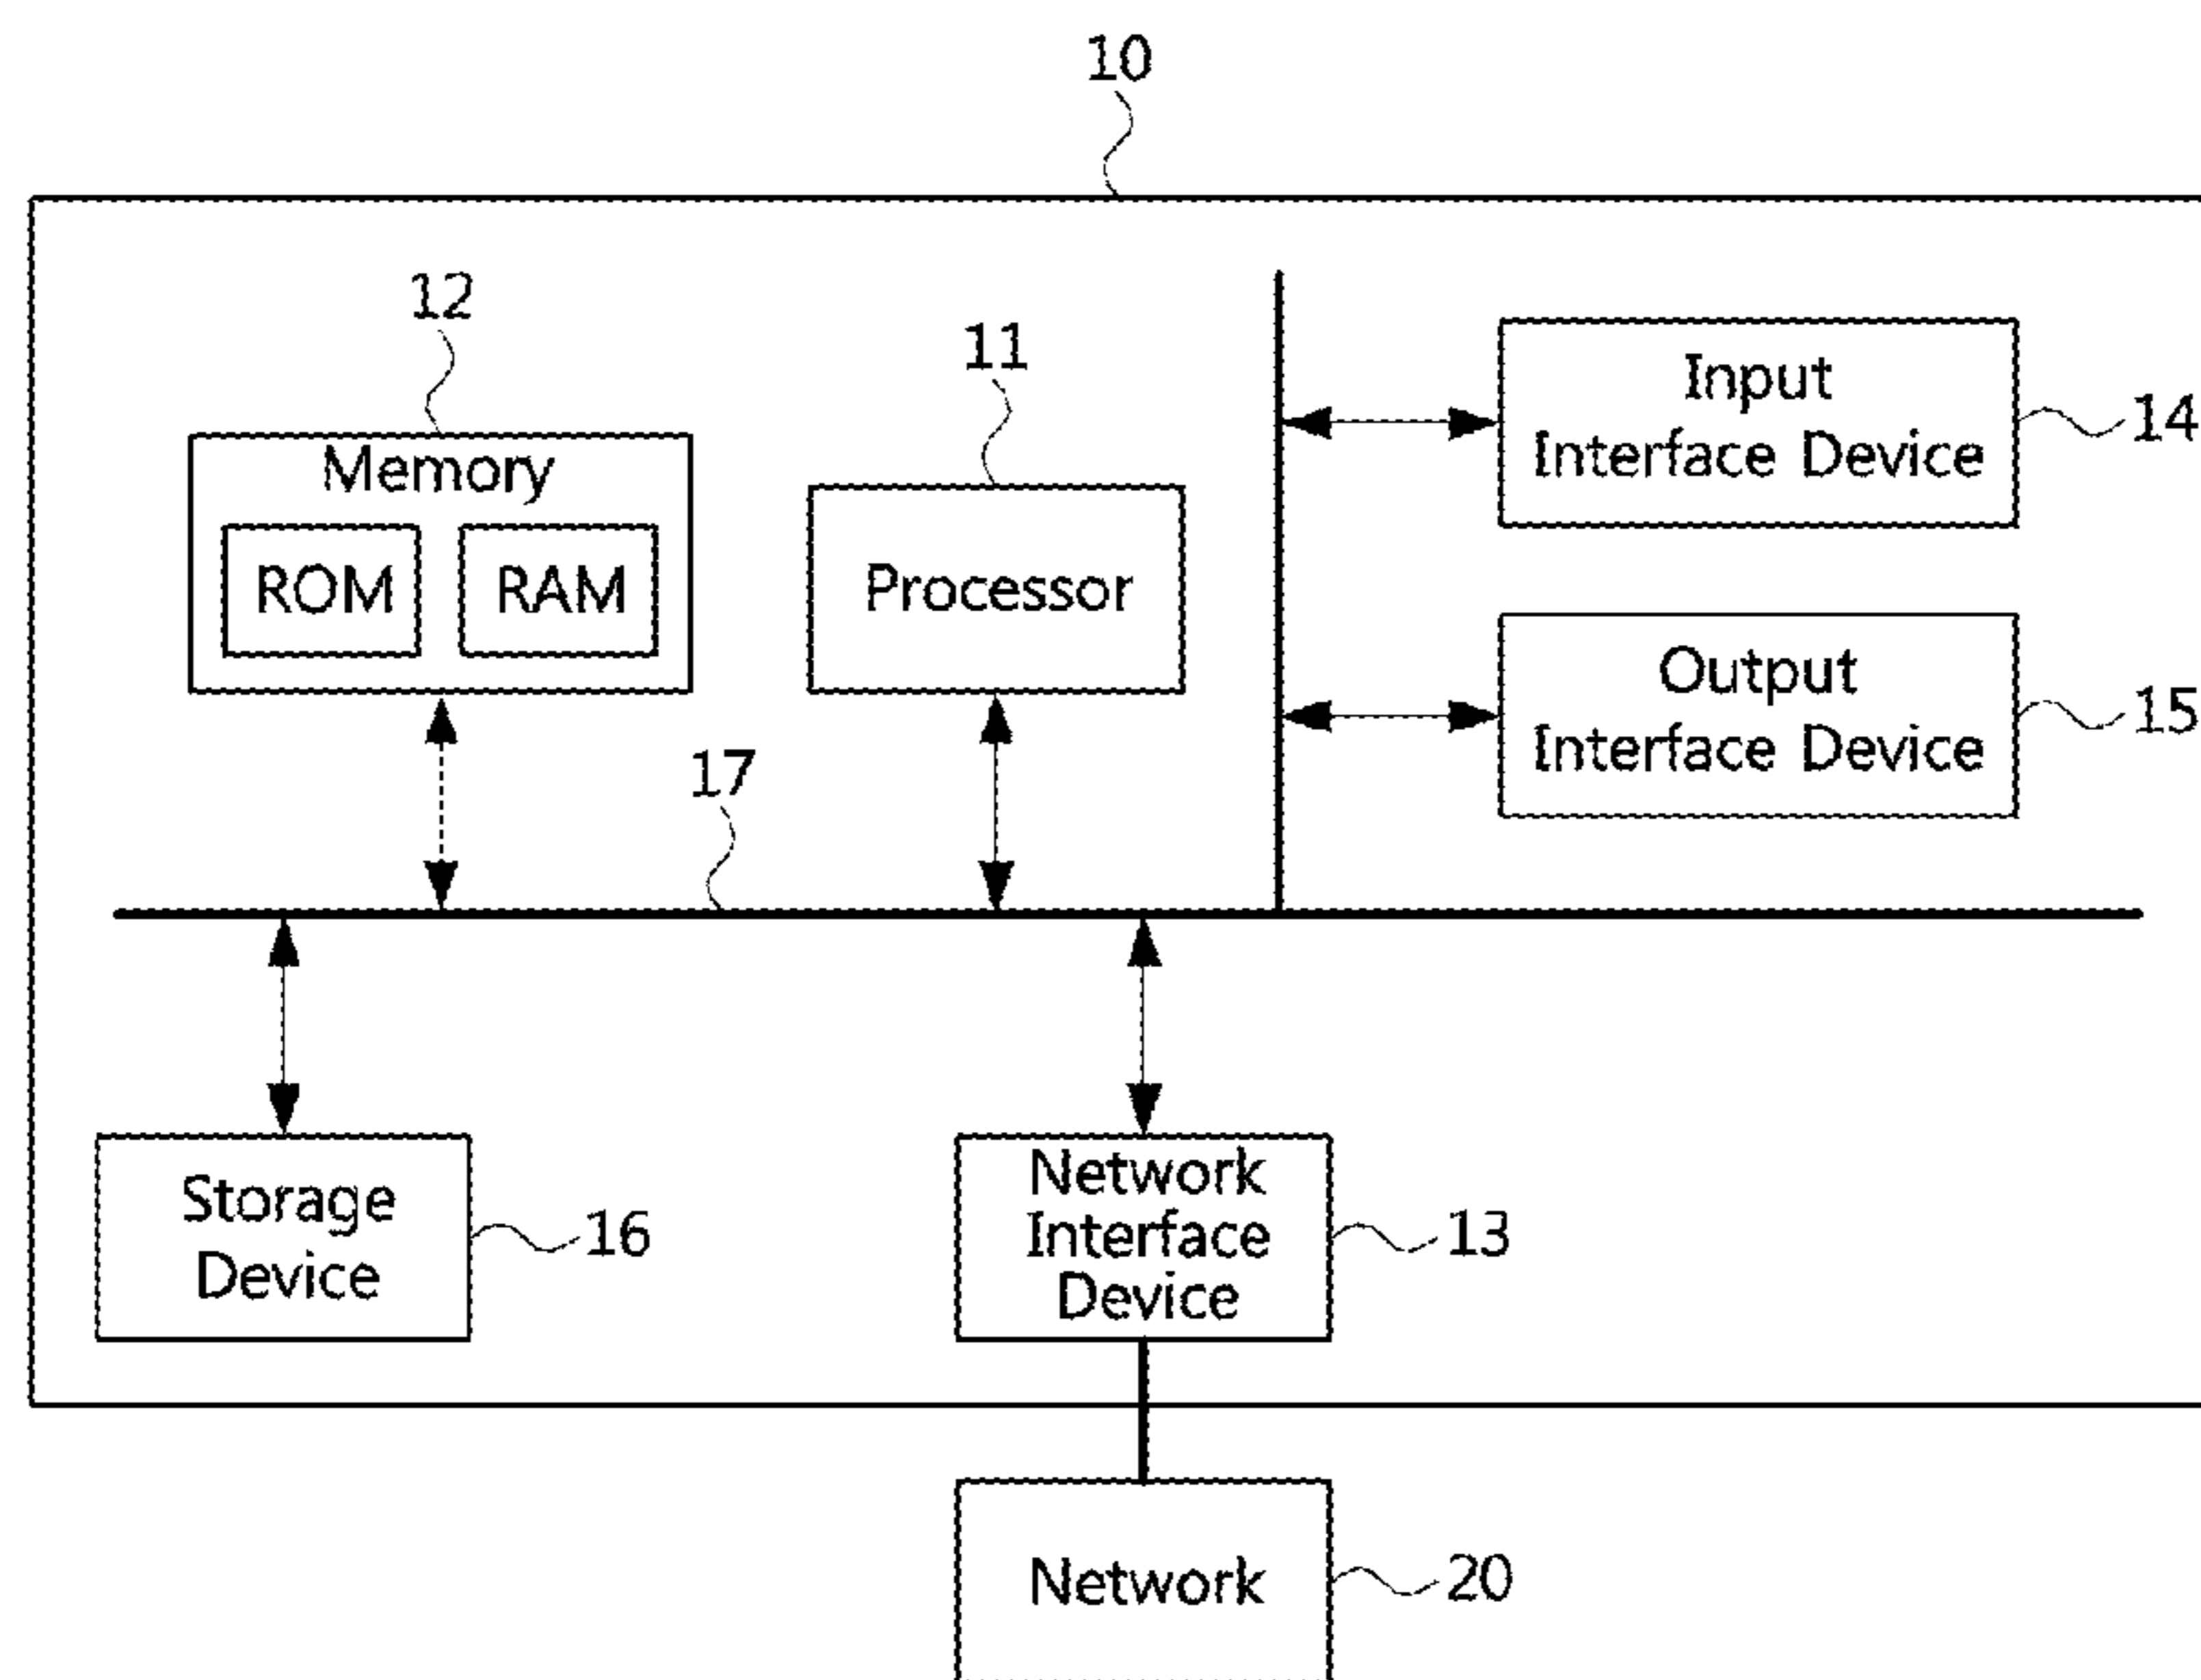 10
12
11
Memory
ROM
RAM
Processor
Input
Interface Device
14
Output
Interface Device
15
17
Storage
Device
16
Network
Interface
Device
13
Network
20